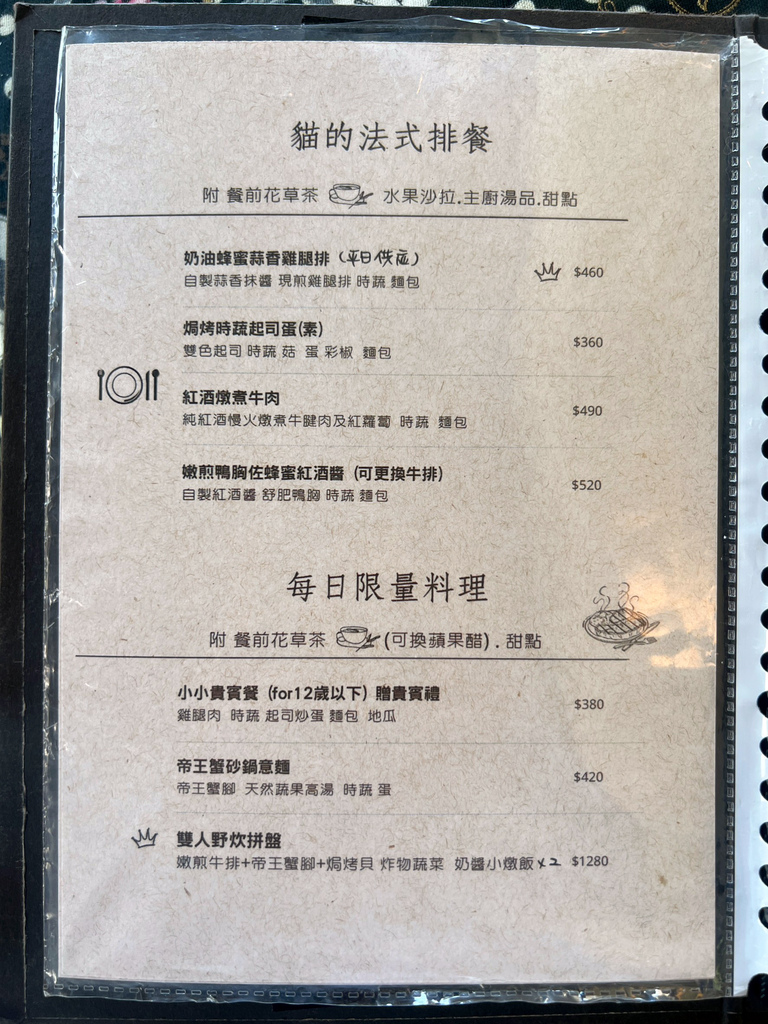 貓的法式排餐
附 餐前花草茶 水果沙拉.主廚湯品.甜點
奶油蜂蜜蒜香雞腿排 (平日供應)
自製蒜香抹醬 現煎雞腿排 時蔬 麵包 $460
焗烤時蔬起司蛋(素)
雙色起司 時蔬 菇 蛋 彩椒 麵包 $360
紅酒燉煮牛肉
純紅酒慢火燉煮牛腱肉及紅蘿蔔 時蔬 麵包 $490
嫩煎鴨胸佐蜂蜜紅酒醬 (可更換牛排)
自製紅酒醬 舒肥鴨胸 時蔬 麵包 $520
每日限量料理
附 餐前花草茶 (可換蘋果醋) . 甜點
小小貴賓餐 (for12歲以下) 贈貴賓禮
雞腿肉 時蔬 起司炒蛋 麵包 地瓜 $380
帝王蟹砂鍋意麵
帝王蟹腳 天然蔬果高湯 時蔬 蛋 $420
雙人野炊拼盤
嫩煎牛排+帝王蟹腳+焗烤貝 炸物蔬菜 奶醬小燉飯x2 $1280